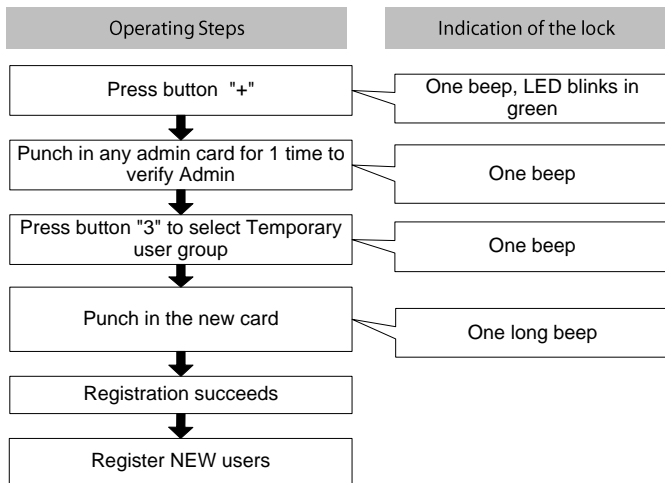 Operating Steps
Indication of the lock
Press button "+"
One beep, LED blinks in
green
Punch in any admin card for 1 time to
verify Admin
One beep
Press button "3" to select Temporary
user group
One beep
Punch in the new card
One long beep
Registration succeeds
Register NEW users